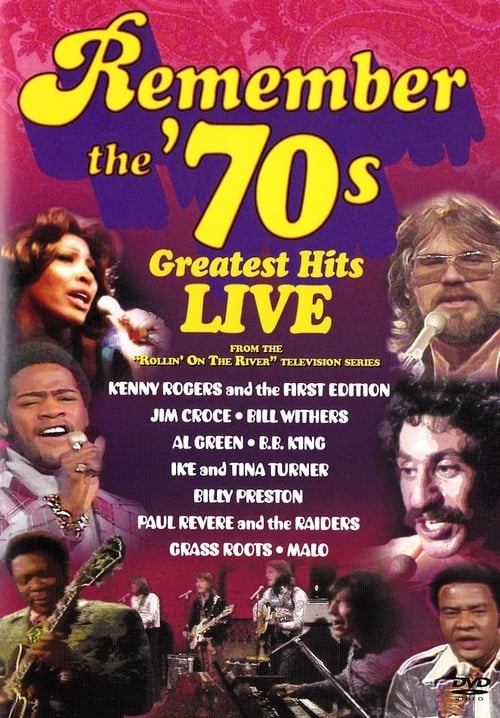 Remember
the '70s
Greatest Hits
LIVE
FROM THE
"ROLLIN' ON THE RIVER" TELEVISION SERIES
KENNY ROGERS and the FIRST EDITION
JIM CROCE • BILL WITHERS
AL GREEN • B.B. KING
IKE and TINA TURNER
BILLY PRESTON
PAUL REVERE and the RAIDERS
GRASS ROOTS • MALO
DVD
VIDEO